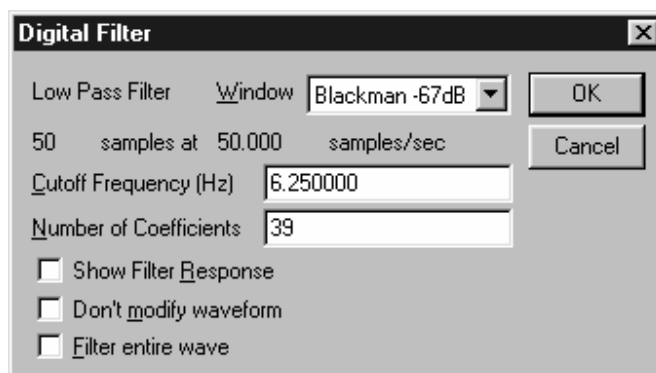 Digital Filter
Low Pass Filter Window Blackman -67dB OK
50 samples at 50.000 samples/sec Cancel
Cutoff Frequency (Hz) 6.250000
Number of Coefficients 39
Show Filter Response
Don't modify waveform
Filter entire wave